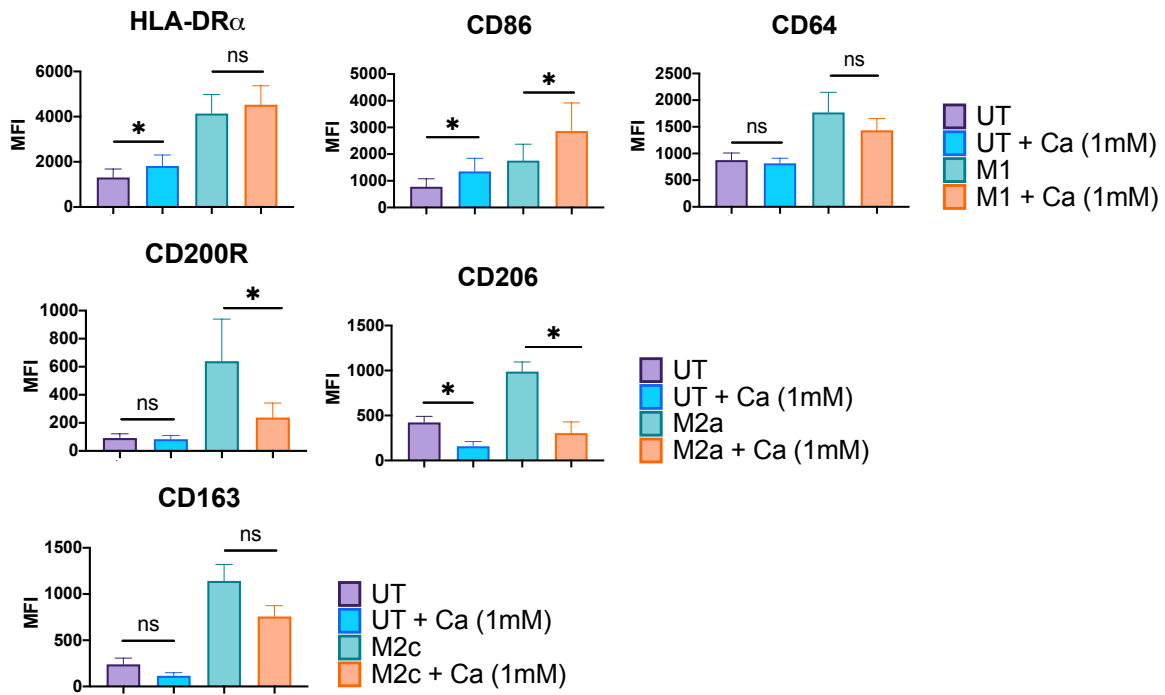 HLA-DRα
MFI
6000
4000
2000
0
*
ns
CD86
MFI
5000
4000
3000
2000
1000
0
*
*
CD64
MFI
2500
2000
1500
1000
500
0
ns
ns
UT
UT + Ca (1mM)
M1
M1 + Ca (1mM)
CD200R
MFI
1000
800
600
400
200
0
ns
*
CD206
MFI
1500
1000
500
0
*
*
UT
UT + Ca (1mM)
M2a
M2a + Ca (1mM)
CD163
MFI
1500
1000
500
0
ns
ns
UT
UT + Ca (1mM)
M2c
M2c + Ca (1mM)